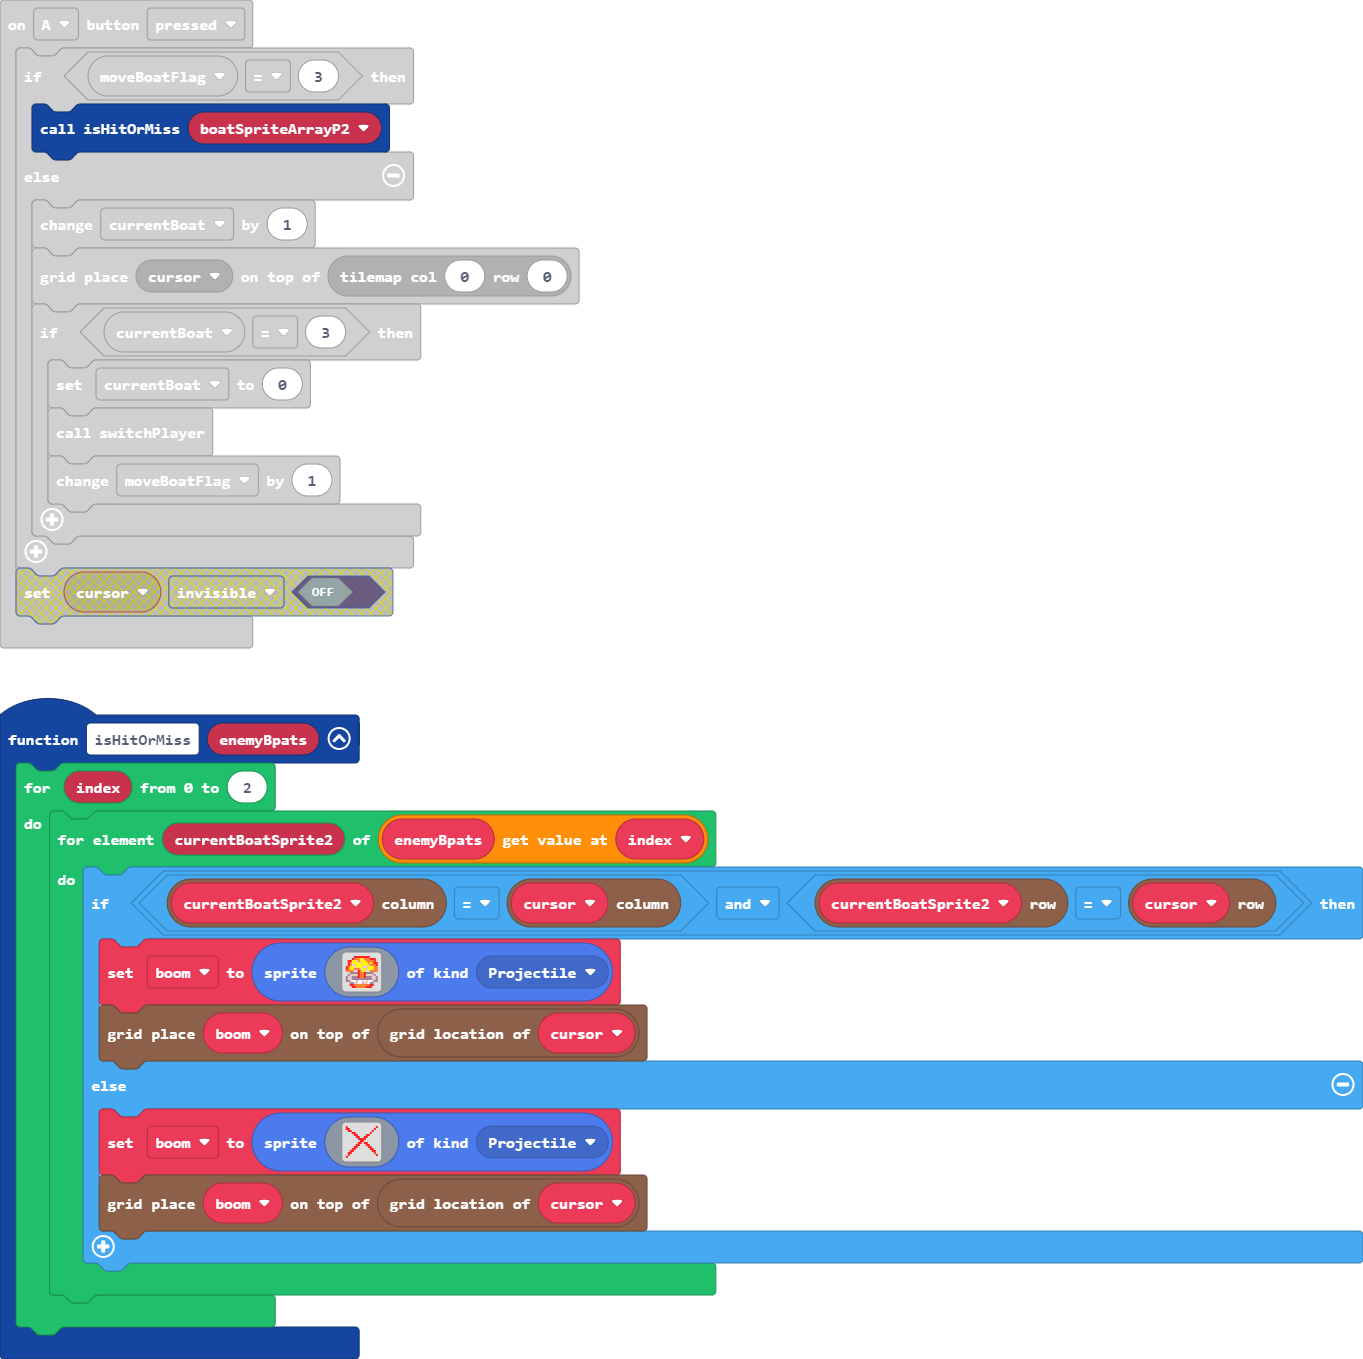 on A button pressed
if moveBoatFlag = 3 then
call isHitOrMiss boatSpriteArrayP2
else
change currentBoat by 1
grid place cursor on top of tilemap col 0 row 0
if currentBoat = 3 then
set currentBoat to 0
call switchPlayer
change moveBoatFlag by 1
set cursor invisible OFF
function isHitOrMiss enemyBpats
for index from 0 to 2
do
for element currentBoatSprite2 of enemyBpats get value at index
do
if currentBoatSprite2 column = cursor column and currentBoatSprite2 row = cursor row then
set boom to sprite of kind Projectile
grid place boom on top of grid location of cursor
else
set boom to sprite of kind Projectile
grid place boom on top of grid location of cursor